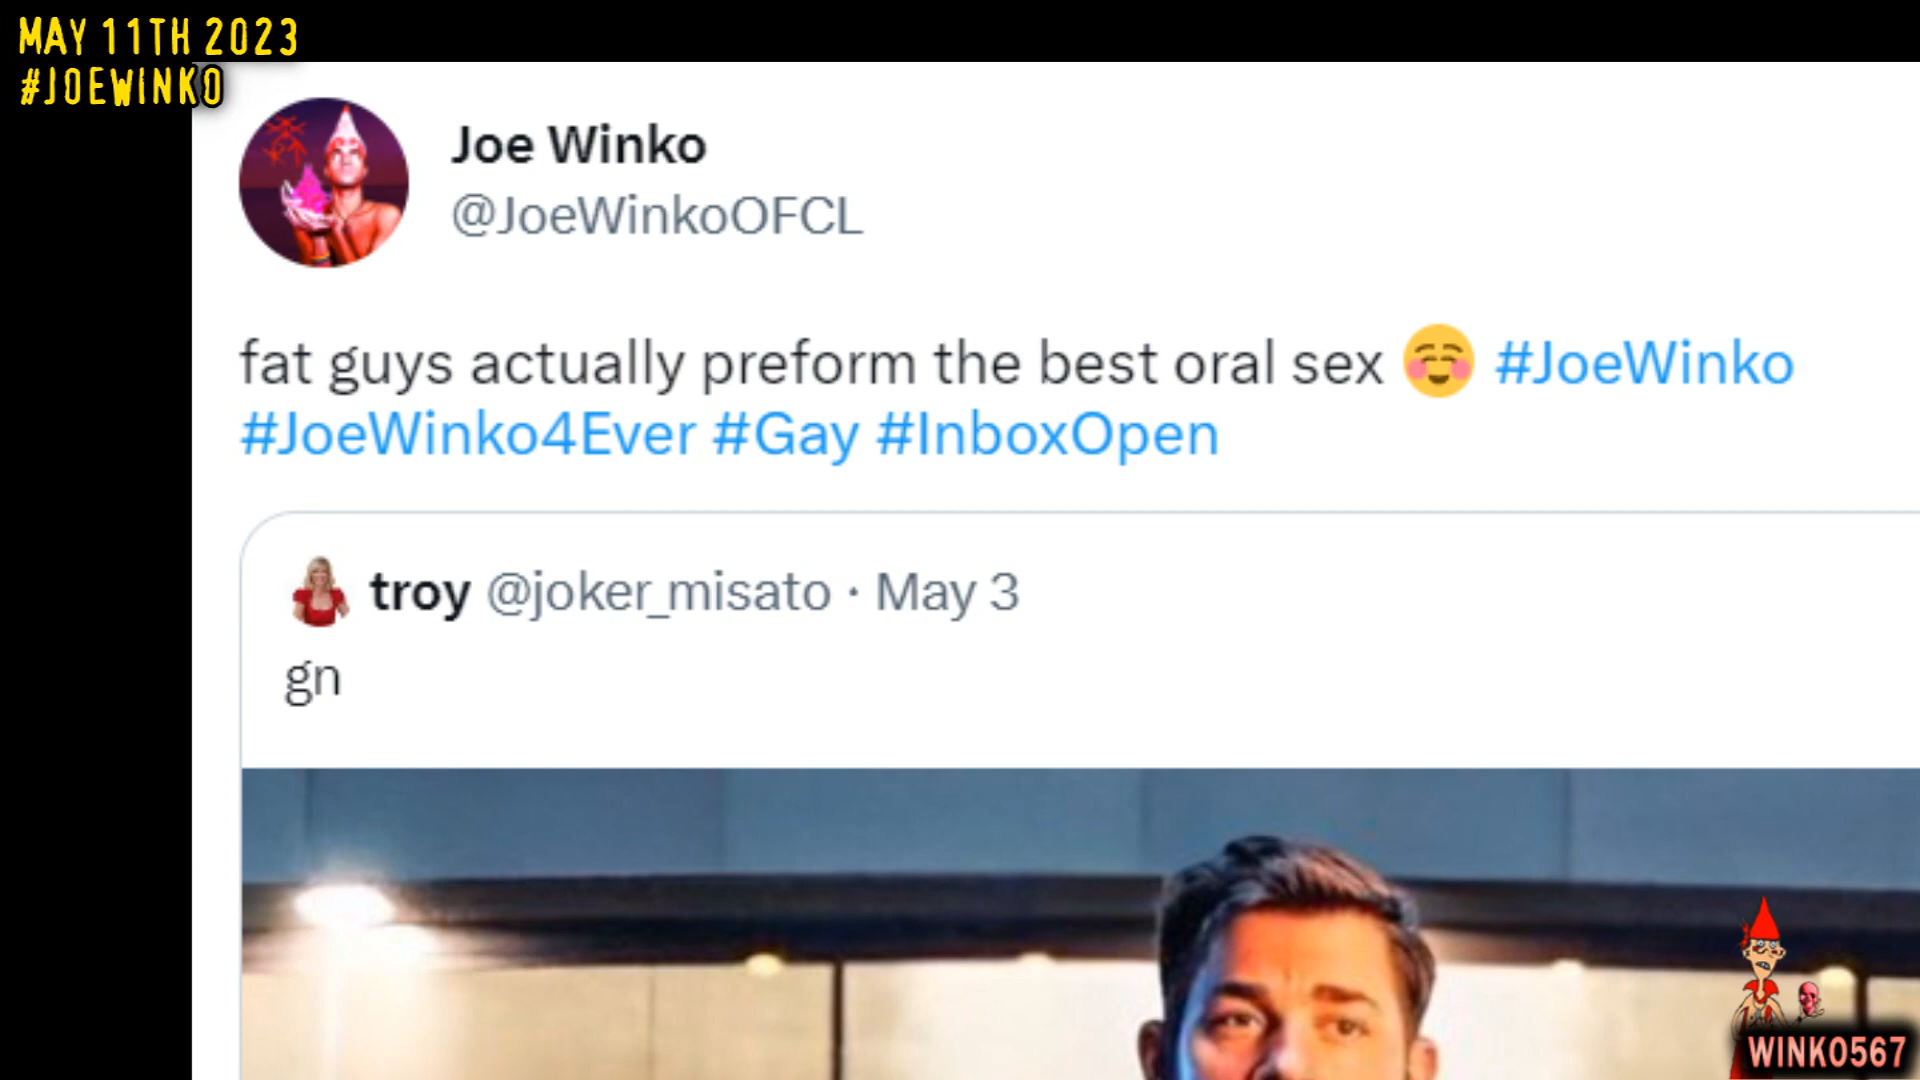 MAY 11TH 2023
#JOEWINKO
Joe Winko
@JoeWinkoOFCL
fat guys actually preform the best oral sex ☺️ #JoeWinko
#JoeWinko4Ever #Gay #InboxOpen
troy @joker_misato · May 3
gn
WINKO567